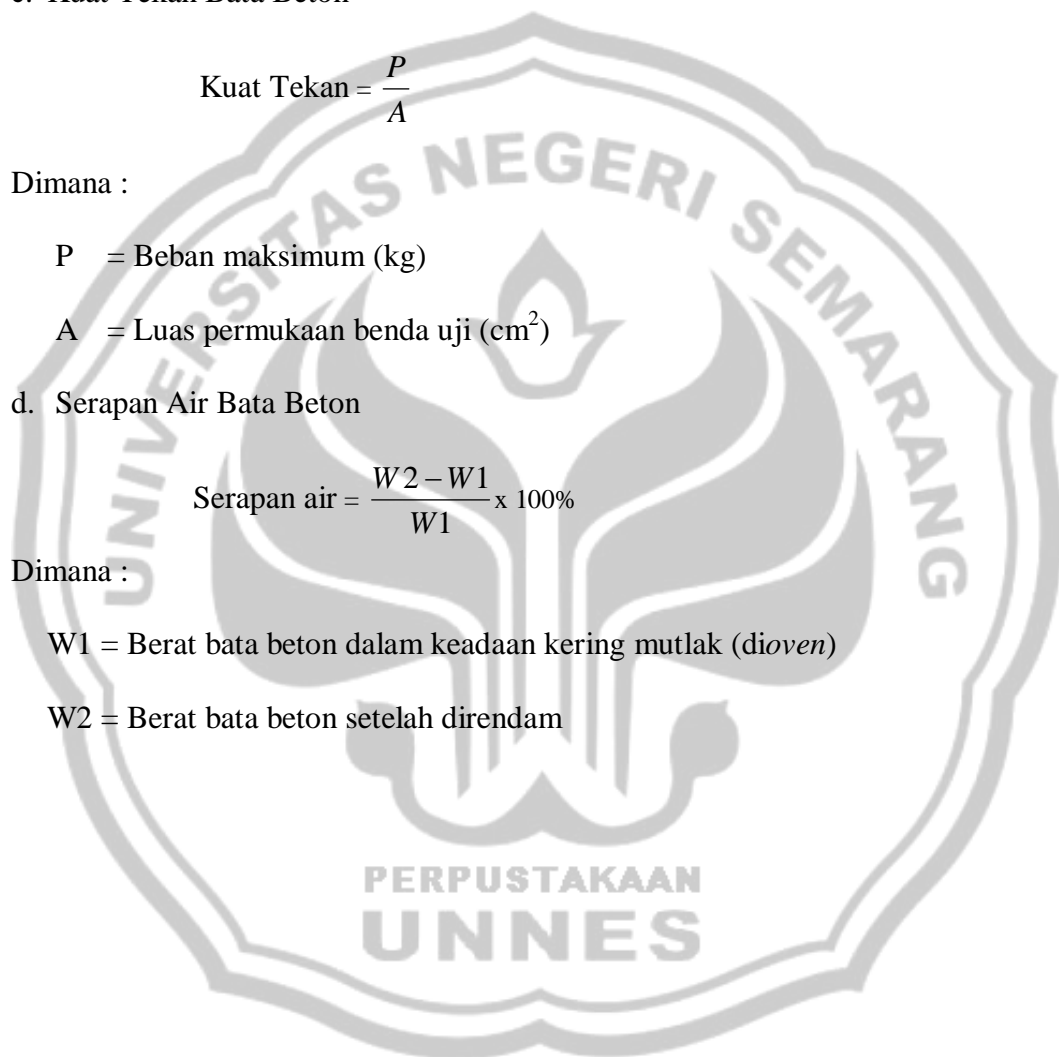 c. Kuat Tekan Bata Beton
Kuat Tekan = P / A
Dimana :
P = Beban maksimum (kg)
A = Luas permukaan benda uji (cm²)
d. Serapan Air Bata Beton
Serapan air = W2 – W1 / W1 x 100%
Dimana :
W1 = Berat bata beton dalam keadaan kering mutlak (dioven)
W2 = Berat bata beton setelah direndam
UNIVERSITAS NEGERI SEMARANG
PERPUSTAKAAN
UNNES